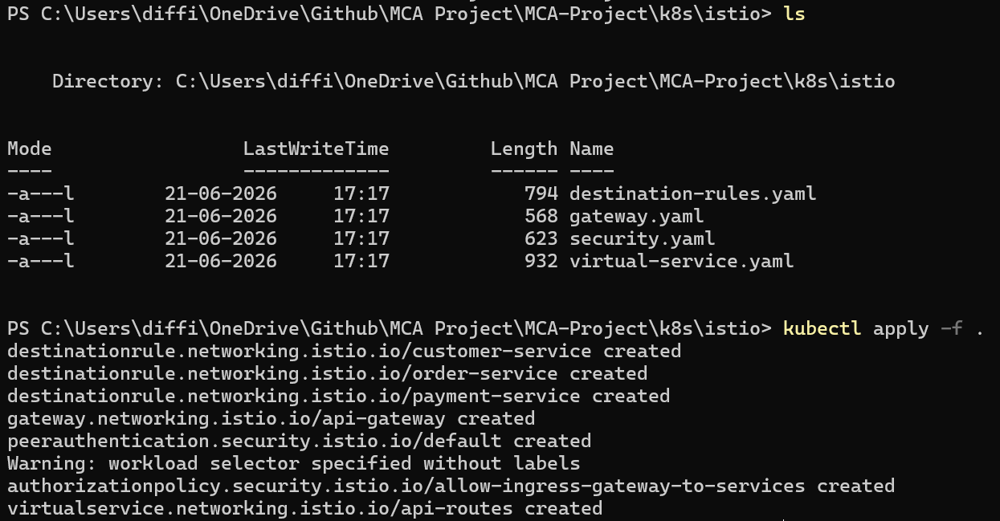 PS C:\Users\diffi\OneDrive\Github\MCA Project\MCA-Project\k8s\istio> ls
Directory: C:\Users\diffi\OneDrive\Github\MCA Project\MCA-Project\k8s\istio
Mode                 LastWriteTime         Length Name
----                 -------------         ------ ----
-a---l        21-06-2026     17:17            794 destination-rules.yaml
-a---l        21-06-2026     17:17            568 gateway.yaml
-a---l        21-06-2026     17:17            623 security.yaml
-a---l        21-06-2026     17:17            932 virtual-service.yaml
PS C:\Users\diffi\OneDrive\Github\MCA Project\MCA-Project\k8s\istio> kubectl apply -f .
destinationrule.networking.istio.io/customer-service created
destinationrule.networking.istio.io/order-service created
destinationrule.networking.istio.io/payment-service created
gateway.networking.istio.io/api-gateway created
peerauthentication.security.istio.io/default created
Warning: workload selector specified without labels
authorizationpolicy.security.istio.io/allow-ingress-gateway-to-services created
virtualservice.networking.istio.io/api-routes created